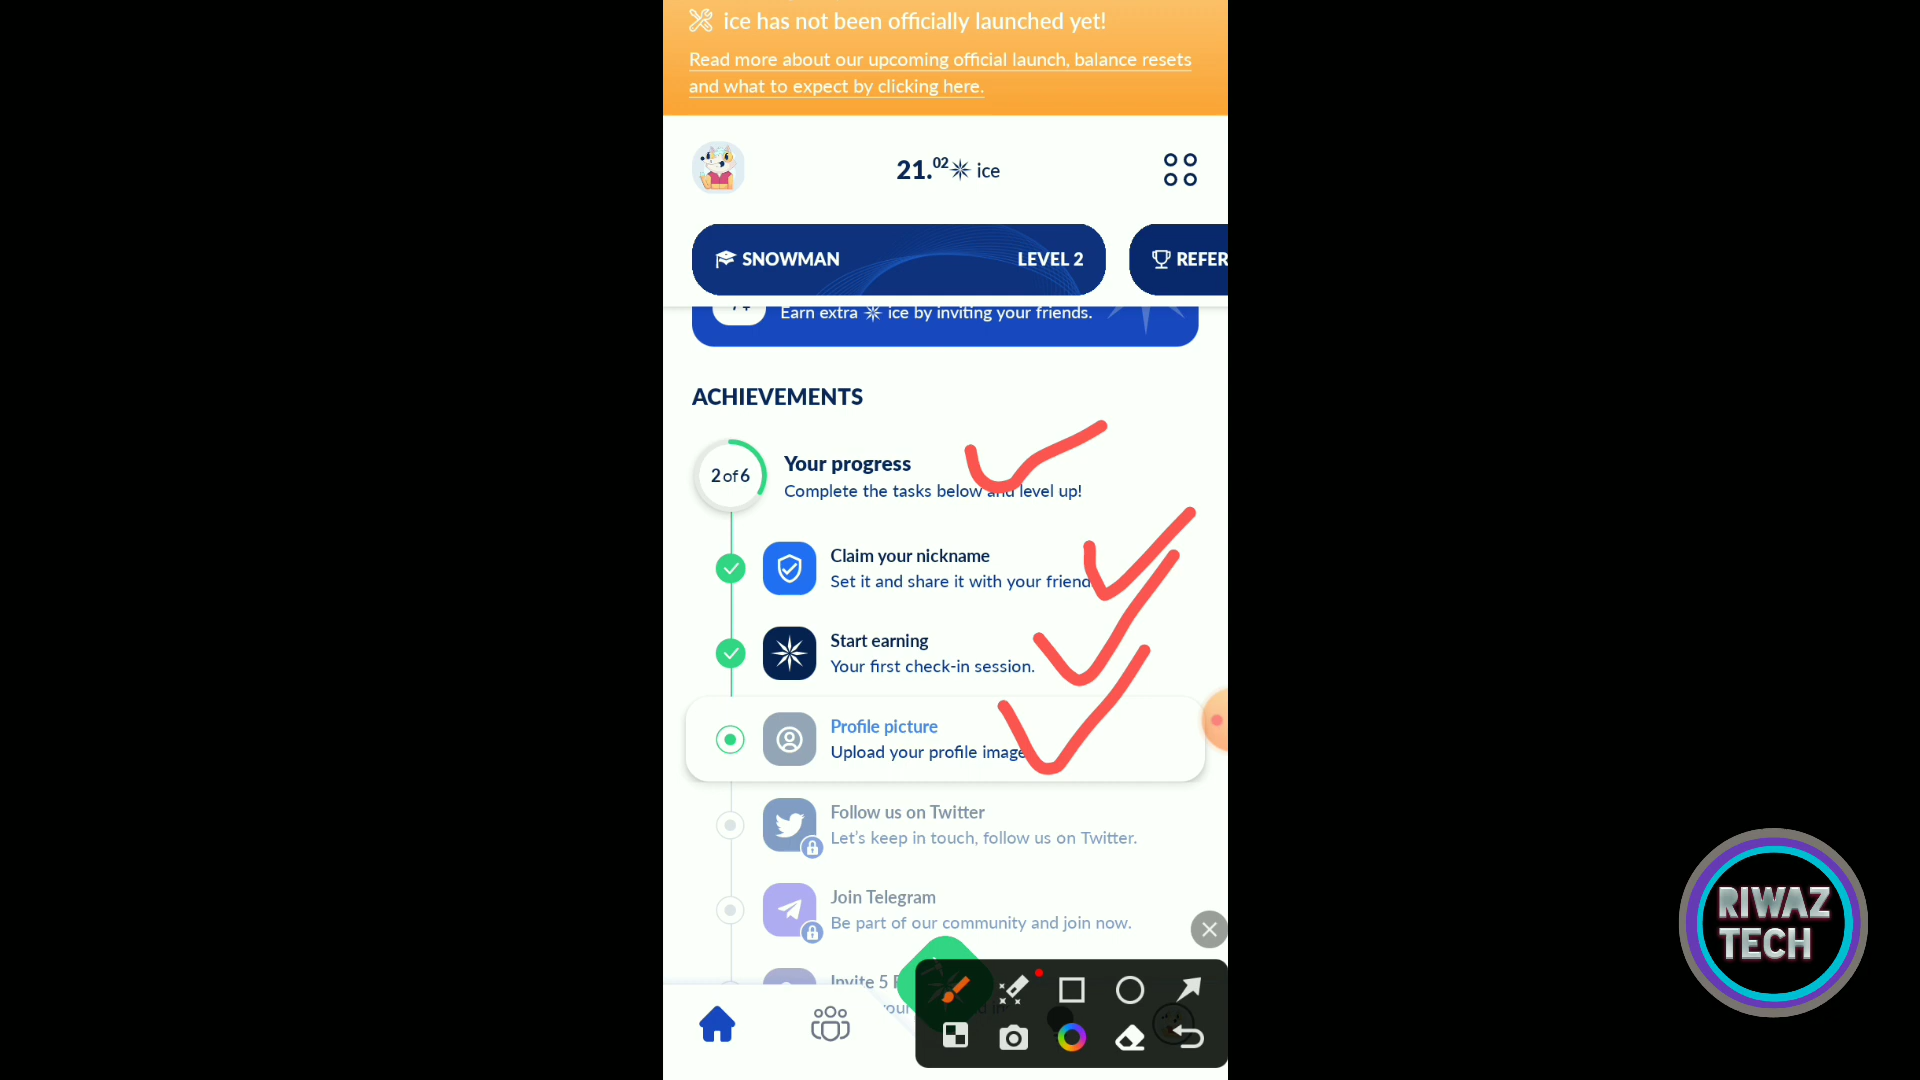 ice has not been officially launched yet!
Read more about our upcoming official launch, balance resets
and what to expect by clicking here.
21.02 ice
SNOWMAN LEVEL 2
REFER
Earn extra ice by inviting your friends.
ACHIEVEMENTS
2 of 6
Your progress
Complete the tasks below and level up!
Claim your nickname
Set it and share it with your friend
Start earning
Your first check-in session.
Profile picture
Upload your profile image
Follow us on Twitter
Let's keep in touch, follow us on Twitter.
Join Telegram
Be part of our community and join now.
Invite 5
RIWAZ
TECH